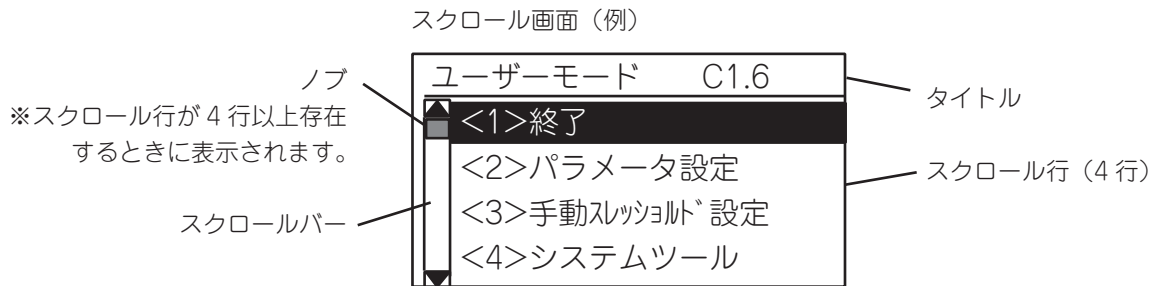 スクロール画面（例）
ユーザーモード C1.6
<1>終了
<2>パラメータ設定
<3>手動ｽﾚｯｼｮﾙﾄﾞ設定
<4>システムツール
ノブ
※スクロール行が 4 行以上存在
するときに表示されます。
スクロールバー
タイトル
スクロール行（4 行）